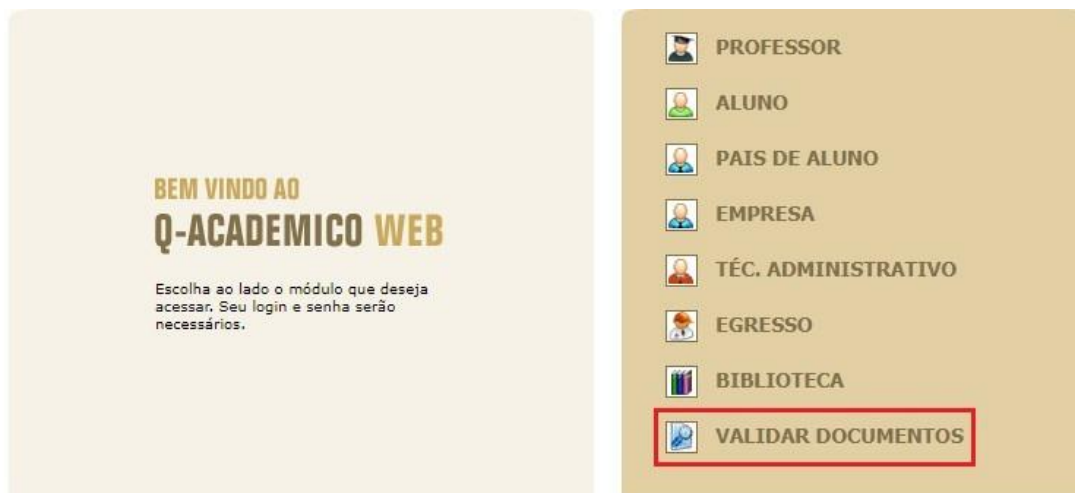 BEM VINDO AO
Q-ACADEMICO WEB
Escolha ao lado o módulo que deseja
acessar. Seu login e senha serão
necessários.
PROFESSOR
ALUNO
PAIS DE ALUNO
EMPRESA
TÉC. ADMINISTRATIVO
EGRESSO
BIBLIOTECA
VALIDAR DOCUMENTOS